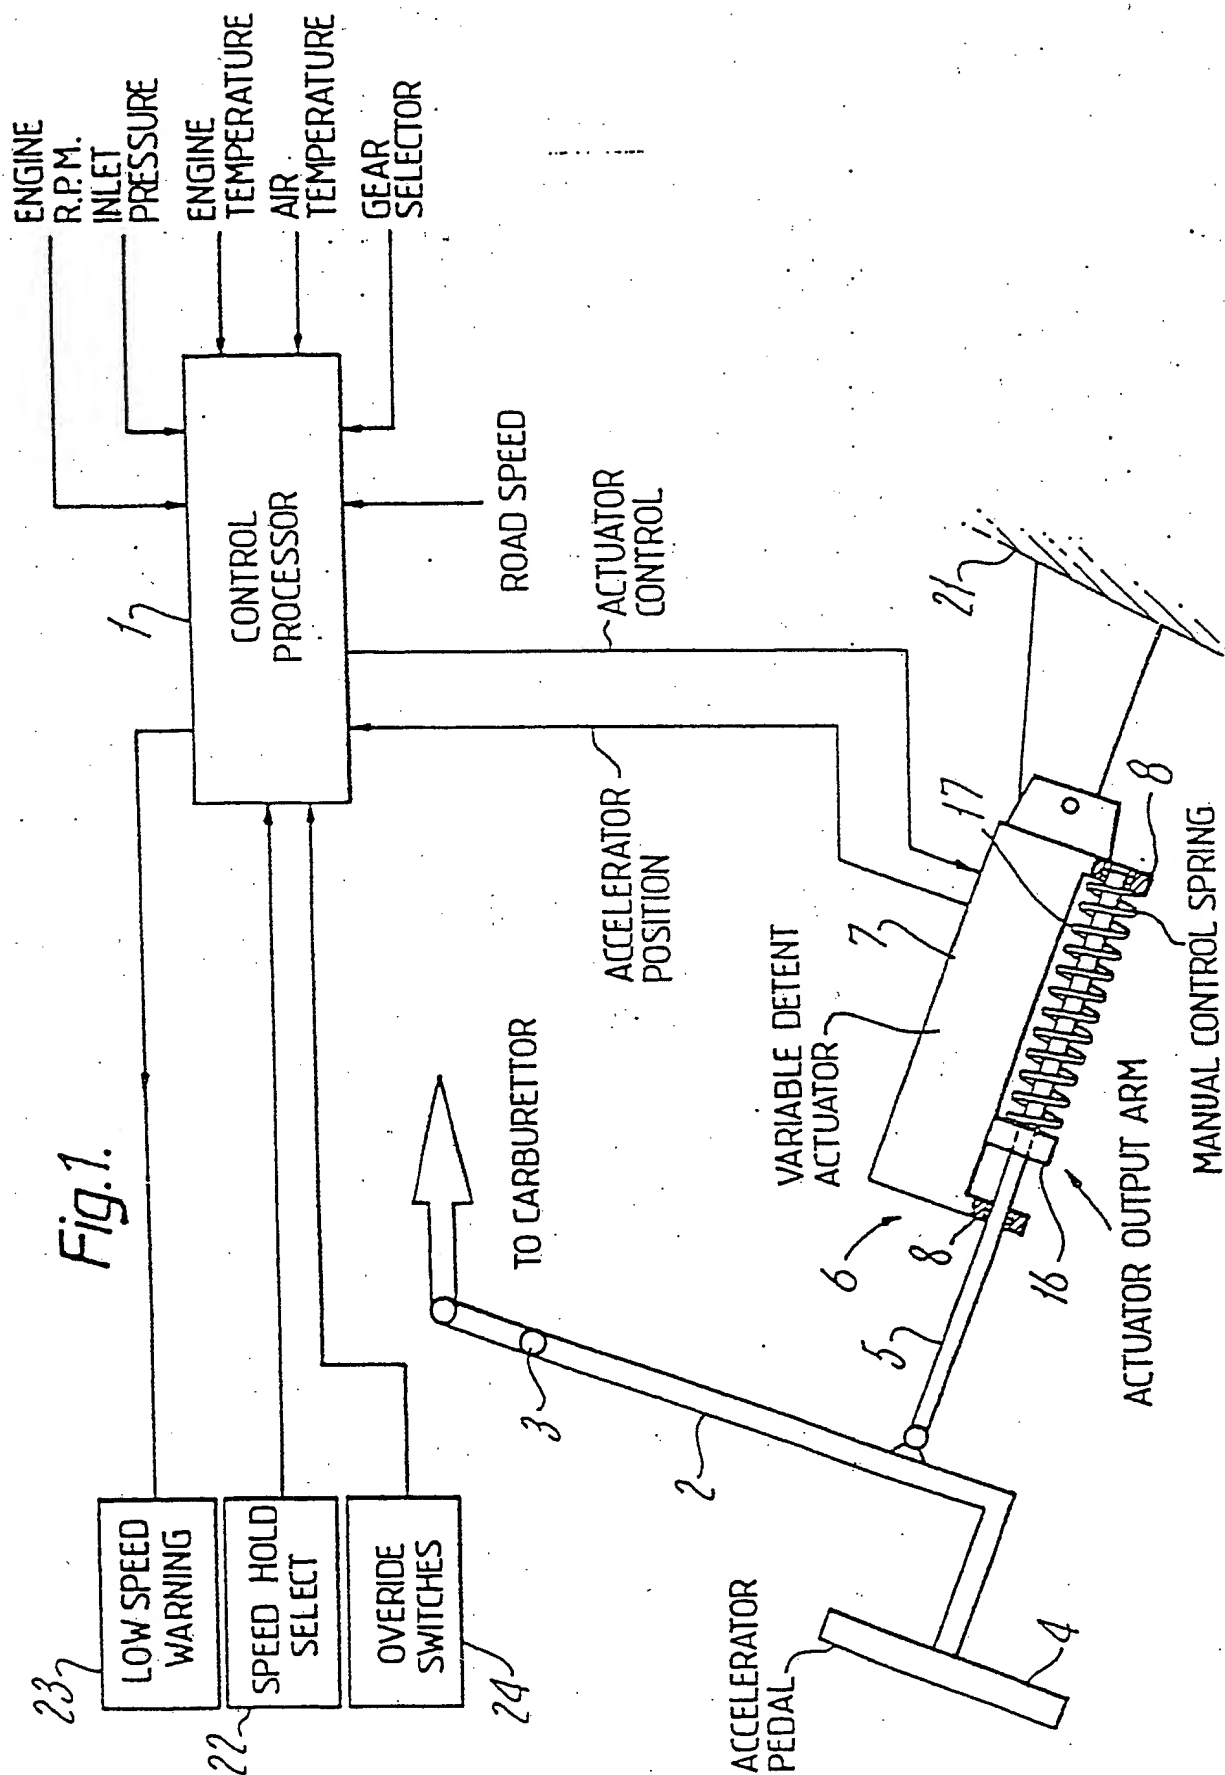 Fig.1.
ENGINE
R.P.M.
INLET
PRESSURE
ENGINE
TEMPERATURE
AIR
TEMPERATURE
GEAR
SELECTOR
1
CONTROL
PROCESSOR
ROAD SPEED
23
LOW SPEED
WARNING
22
SPEED HOLD
SELECT
OVERIDE
SWITCHES
24
ACTUATOR
CONTROL
ACCELERATOR
POSITION
TO CARBURETTOR
3
2
VARIABLE DETENT
ACTUATOR
7
17
21
6
8
8
5
16
ACTUATOR OUTPUT ARM
MANUAL CONTROL SPRING
ACCELERATOR
PEDAL
4